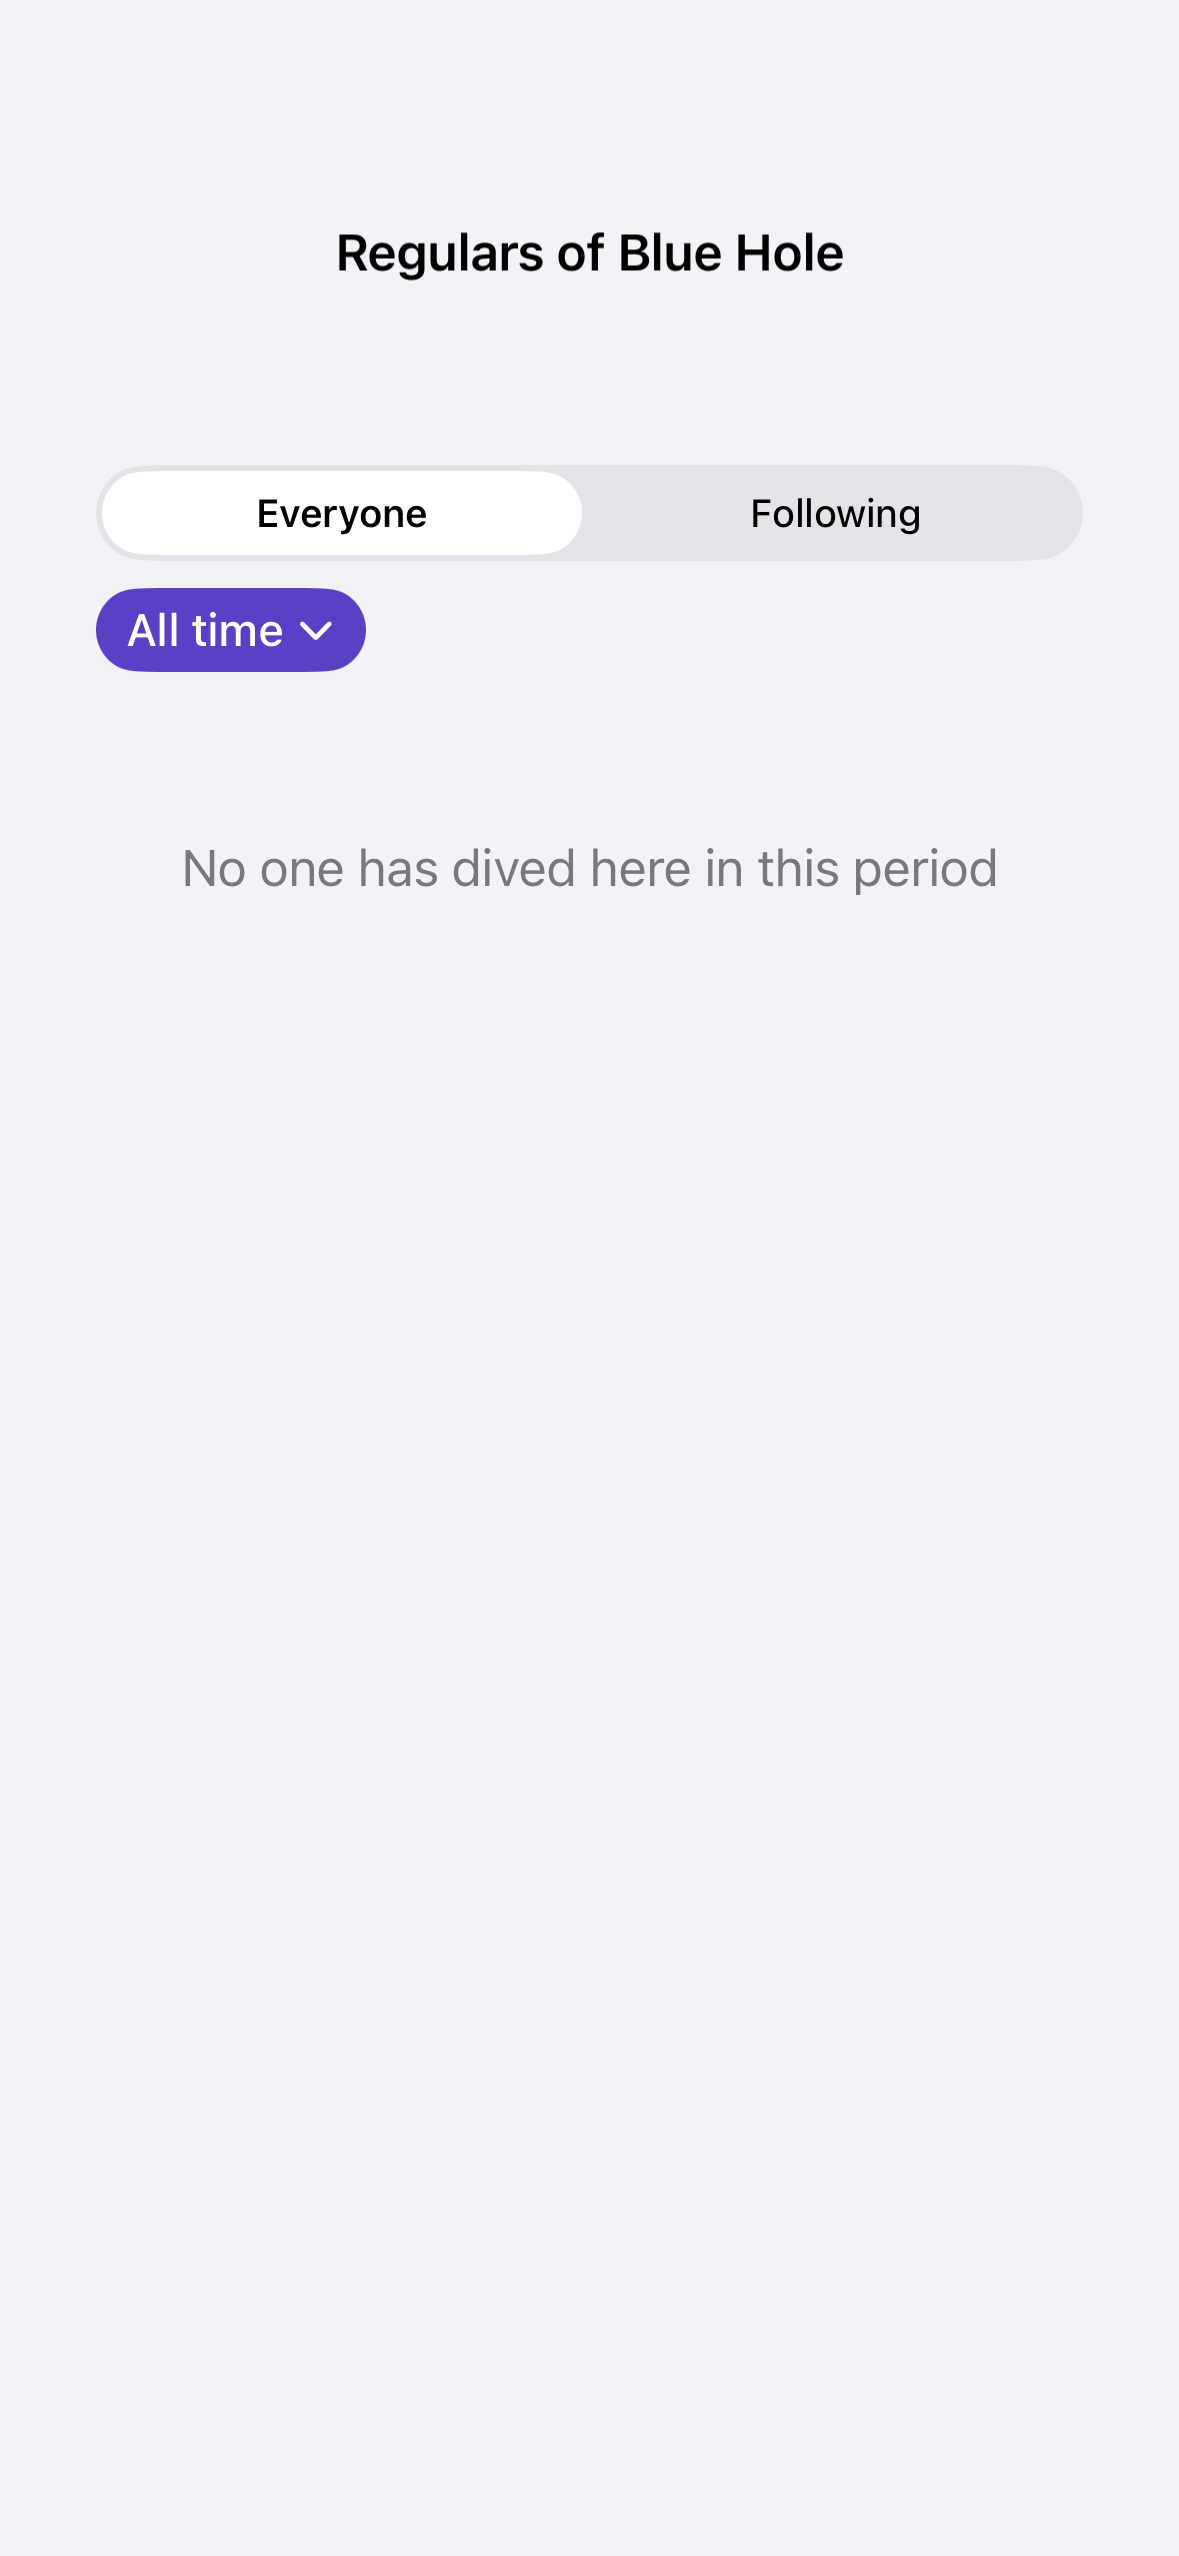 Regulars of Blue Hole
Everyone
Following
All time
No one has dived here in this period